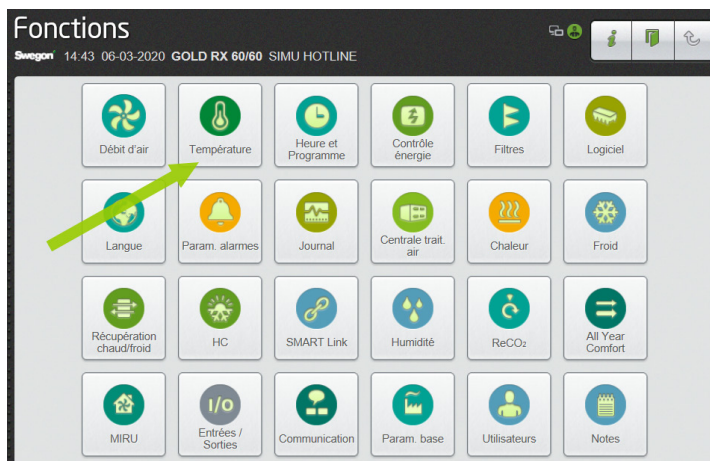 Fonctions
Swegon 14:43 06-03-2020 GOLD RX 60/60 SIMU HOTLINE
Débit d'air
Température
Heure et
Programme
Contrôle
énergie
Filtres
Logiciel
Langue
Param. alarmes
Journal
Centrale trait.
air
Chaleur
Froid
Récupération
chaud/froid
HC
SMART Link
Humidité
ReCO₂
All Year
Comfort
MIRU
I/O
Entrées /
Sorties
Communication
Param. base
Utilisateurs
Notes